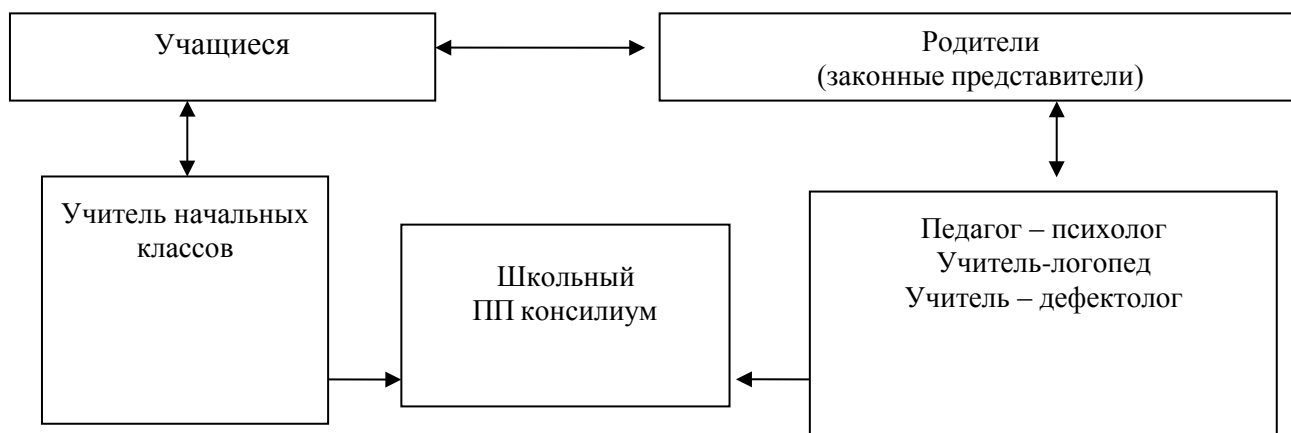 Учащиеся
Родители
(законные представители)
Учитель начальных
классов
Школьный
ПП консилиум
Педагог – психолог
Учитель-логопед
Учитель – дефектолог